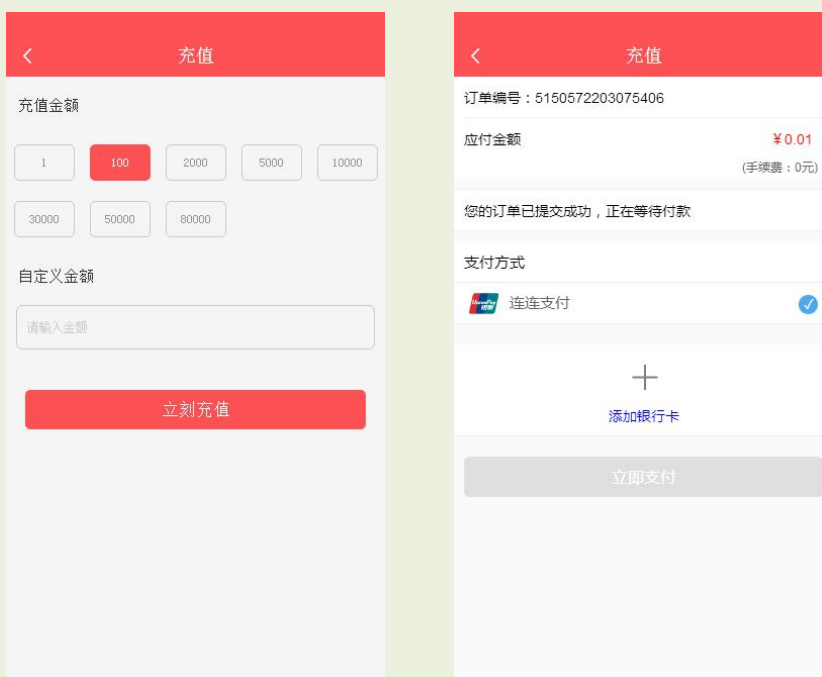 充值
充值金额
1 100 2000 5000 10000
30000 50000 80000
自定义金额
请输入金额
立刻充值
充值
订单编号：5150572203075406
应付金额 ¥0.01
(手续费：0元)
您的订单已提交成功，正在等待付款
支付方式
UnionPay
银联
连连支付
添加银行卡
立即支付